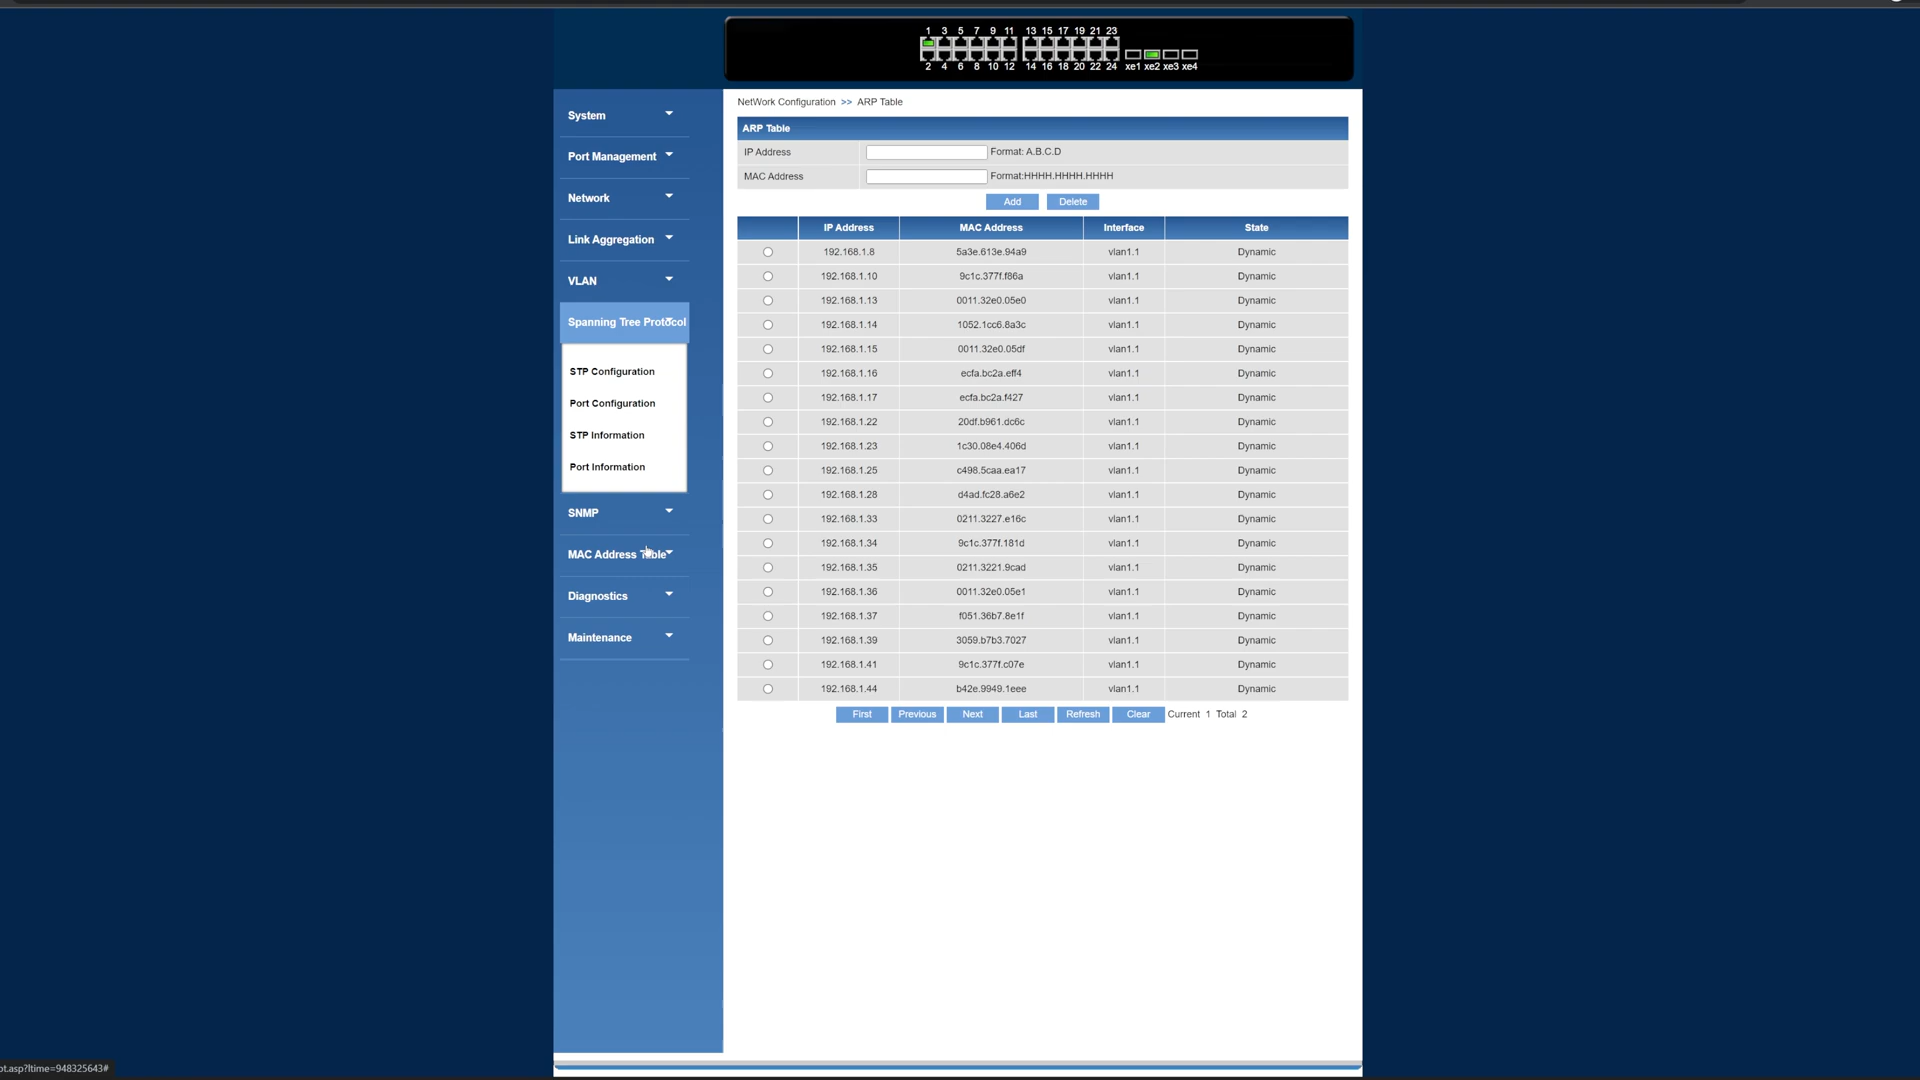 1 3 5 7 9 11 13 15 17 19 21 23
2 4 6 8 10 12 14 16 18 20 22 24 xe1 xe2 xe3 xe4
NetWork Configuration >> ARP Table
System
Port Management
Network
Link Aggregation
VLAN
Spanning Tree Protocol
STP Configuration
Port Configuration
STP Information
Port Information
SNMP
MAC Address Table
Diagnostics
Maintenance
ARP Table
IP Address Format: A.B.C.D
MAC Address Format:HHHH.HHHH.HHHH
Add Delete
IP Address MAC Address Interface State
192.168.1.8 5a3e.613e.94a9 vlan1.1 Dynamic
192.168.1.10 9c1c.377f.f86a vlan1.1 Dynamic
192.168.1.13 0011.32e0.05e0 vlan1.1 Dynamic
192.168.1.14 1052.1cc6.8a3c vlan1.1 Dynamic
192.168.1.15 0011.32e0.05df vlan1.1 Dynamic
192.168.1.16 ecfa.bc2a.eff4 vlan1.1 Dynamic
192.168.1.17 ecfa.bc2a.f427 vlan1.1 Dynamic
192.168.1.22 20df.b961.dc6c vlan1.1 Dynamic
192.168.1.23 1c30.08e4.406d vlan1.1 Dynamic
192.168.1.25 c498.5caa.ea17 vlan1.1 Dynamic
192.168.1.28 d4ad.fc28.a6e2 vlan1.1 Dynamic
192.168.1.33 0211.3227.e16c vlan1.1 Dynamic
192.168.1.34 9c1c.377f.181d vlan1.1 Dynamic
192.168.1.35 0211.3221.9cad vlan1.1 Dynamic
192.168.1.36 0011.32e0.05e1 vlan1.1 Dynamic
192.168.1.37 f051.36b7.8e1f vlan1.1 Dynamic
192.168.1.39 3059.b7b3.7027 vlan1.1 Dynamic
192.168.1.41 9c1c.377f.c07e vlan1.1 Dynamic
192.168.1.44 b42e.9949.1eee vlan1.1 Dynamic
First Previous Next Last Refresh Clear Current 1 Total 2
ot.asp?ltime=948325643#